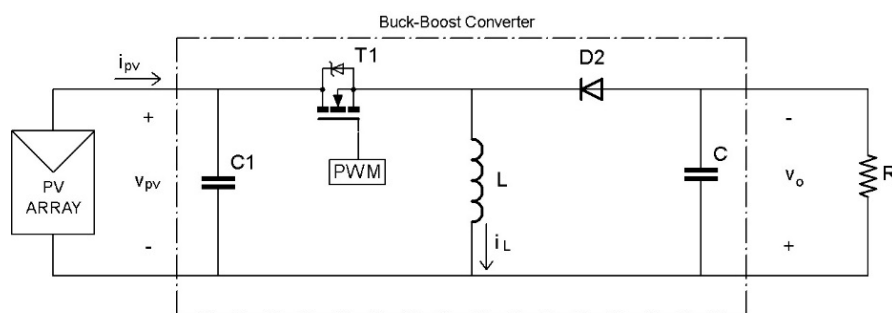 Buck-Boost Converter
ipv
T1
D2
+
-
PV
ARRAY
vpv
C1
PWM
L
C
vo
R
-
iL
+